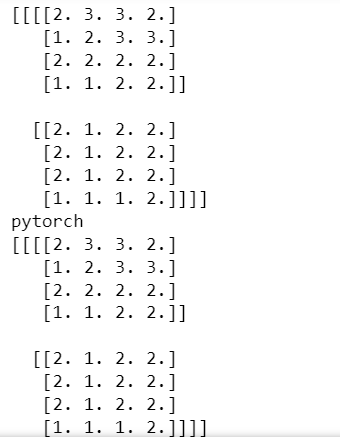 [[[[2. 3. 3. 2.]
   [1. 2. 3. 3.]
   [2. 2. 2. 2.]
   [1. 1. 2. 2.]]

  [[2. 1. 2. 2.]
   [2. 1. 2. 2.]
   [2. 1. 2. 2.]
   [1. 1. 1. 2.]]]]
pytorch
[[[[2. 3. 3. 2.]
   [1. 2. 3. 3.]
   [2. 2. 2. 2.]
   [1. 1. 2. 2.]]

  [[2. 1. 2. 2.]
   [2. 1. 2. 2.]
   [2. 1. 2. 2.]
   [1. 1. 1. 2.]]]]